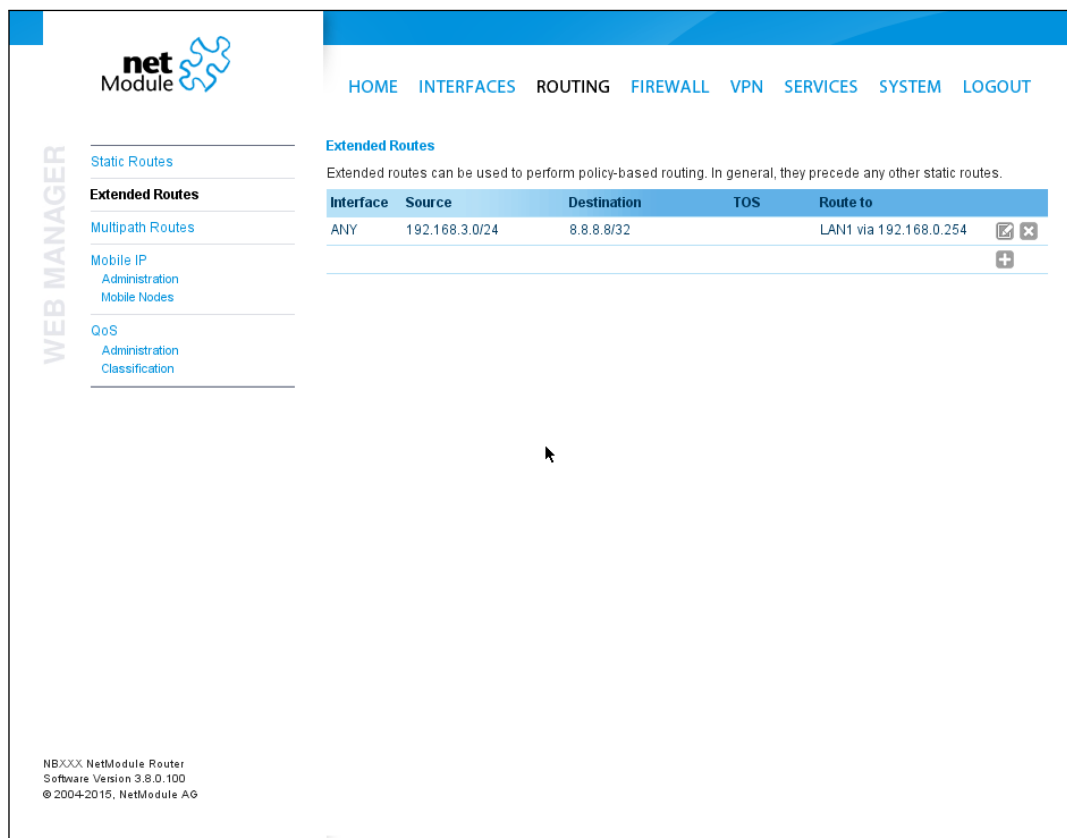 net
Module
HOME INTERFACES ROUTING FIREWALL VPN SERVICES SYSTEM LOGOUT
WEB MANAGER
Static Routes
Extended Routes
Multipath Routes
Mobile IP
Administration
Mobile Nodes
QoS
Administration
Classification
Extended Routes
Extended routes can be used to perform policy-based routing. In general, they precede any other static routes.
Interface Source Destination TOS Route to
ANY 192.168.3.0/24 8.8.8.8/32 LAN1 via 192.168.0.254
NBXXX NetModule Router
Software Version 3.8.0.100
© 2004-2015, NetModule AG